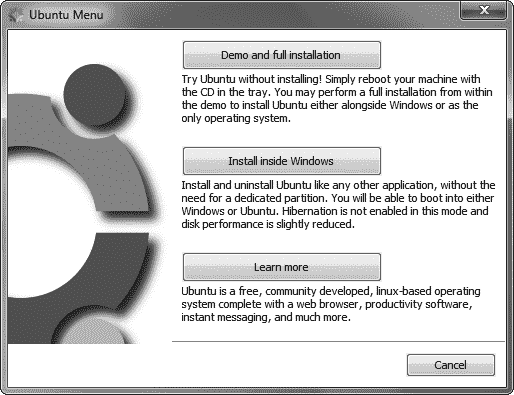 Ubuntu Menu
Demo and full installation
Try Ubuntu without installing! Simply reboot your machine with
the CD in the tray. You may perform a full installation from within
the demo to install Ubuntu either alongside Windows or as the
only operating system.
Install inside Windows
Install and uninstall Ubuntu like any other application, without the
need for a dedicated partition. You will be able to boot into either
Windows or Ubuntu. Hibernation is not enabled in this mode and
disk performance is slightly reduced.
Learn more
Ubuntu is a free, community developed, linux-based operating
system complete with a web browser, productivity software,
instant messaging, and much more.
Cancel